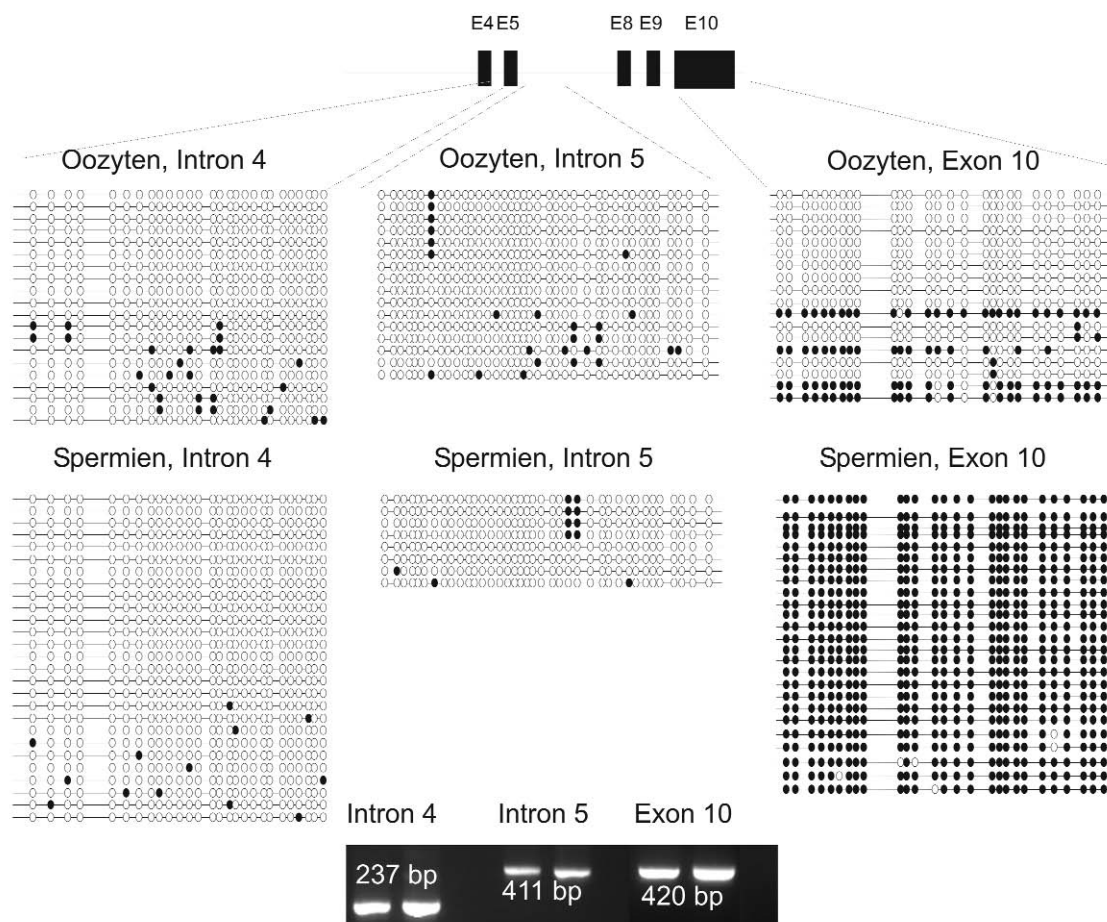 E4 E5 E8 E9 E10
Oozyten, Intron 4 Oozyten, Intron 5 Oozyten, Exon 10
Spermien, Intron 4 Spermien, Intron 5 Spermien, Exon 10
Intron 4 Intron 5 Exon 10
237 bp
411 bp 420 bp